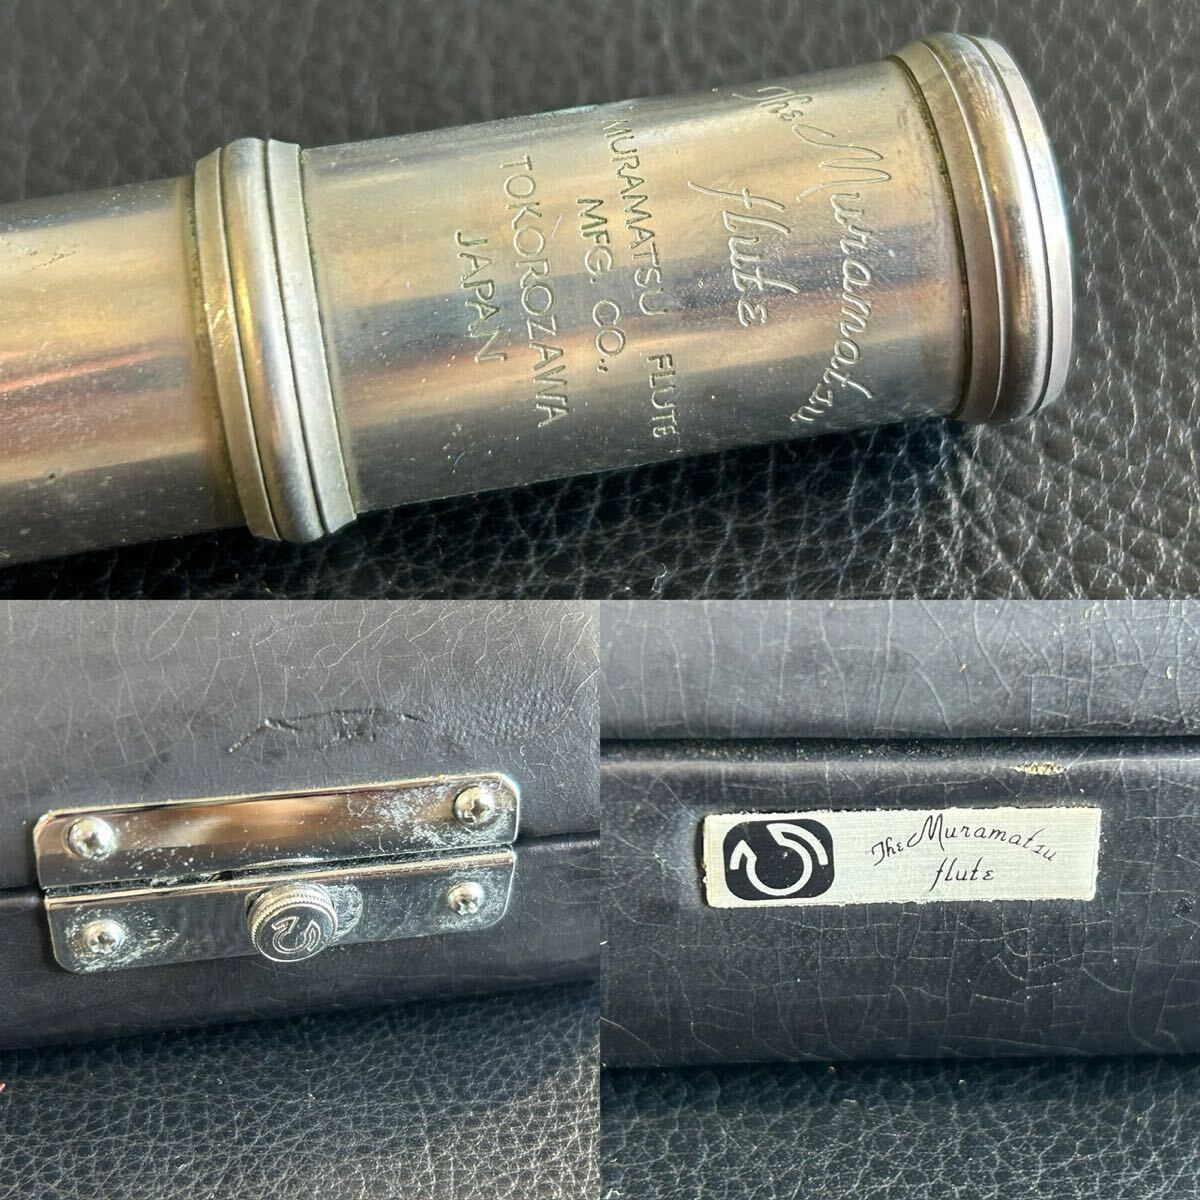 The Muramatsu
flute
MURAMATSU FLUTE
MFG. CO.,
TOKOROZAWA
JAPAN
The Muramatsu
flute